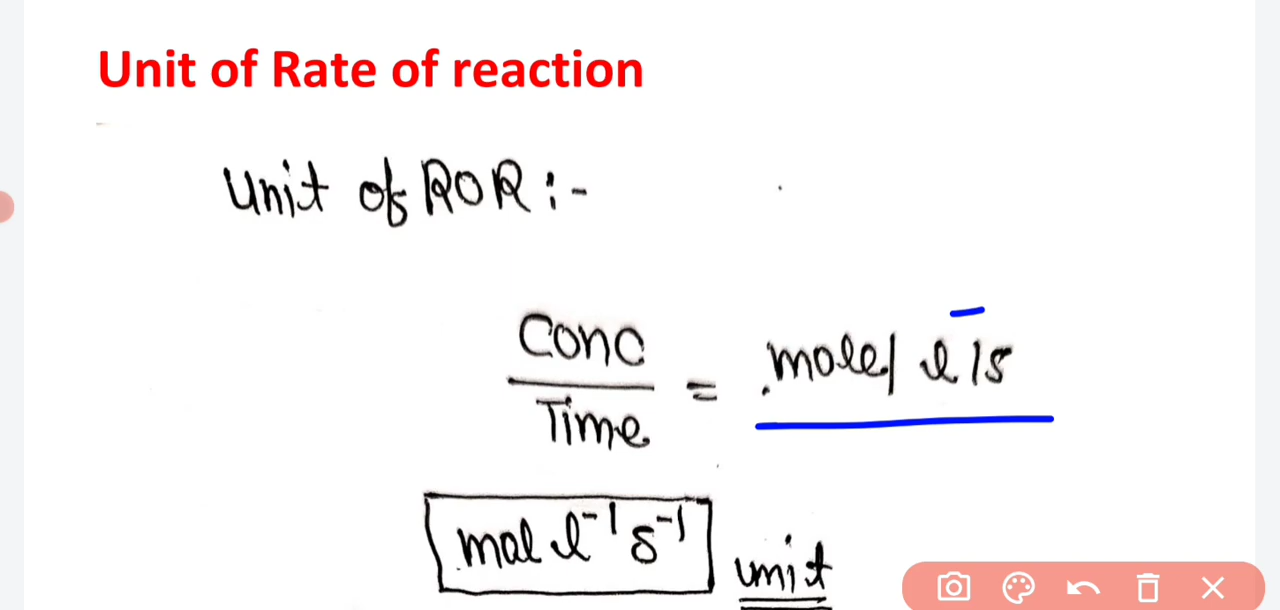 Unit of Rate of reaction
Unit of ROR :-
Conc
Time
= mole/ l/s
mol l⁻¹ s⁻¹ unit